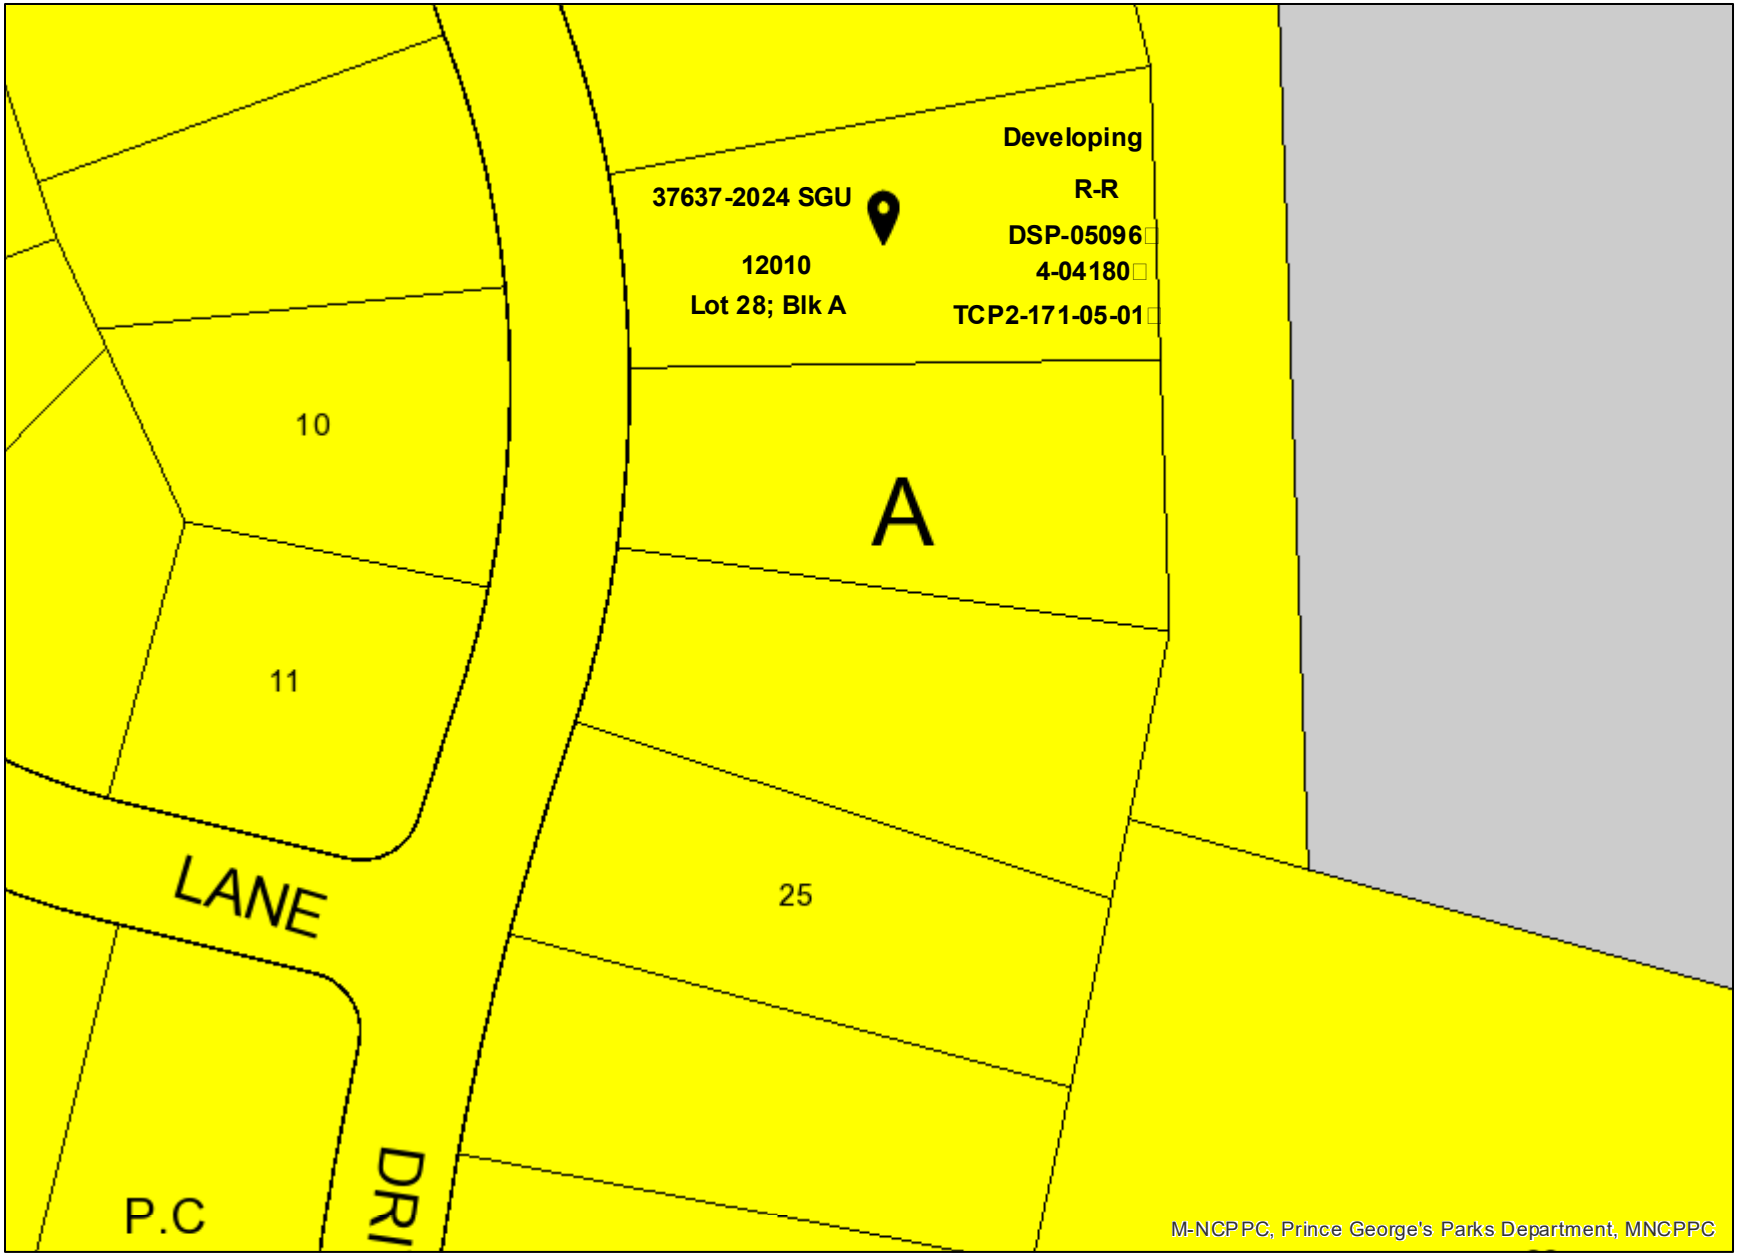 Developing
R-R
37637-2024 SGU
DSP-05096
12010
4-04180
Lot 28; Blk A
TCP2-171-05-01
10
A
11
LANE
25
DRI
P.C
M-NCPPC, Prince George's Parks Department, MNCPPC